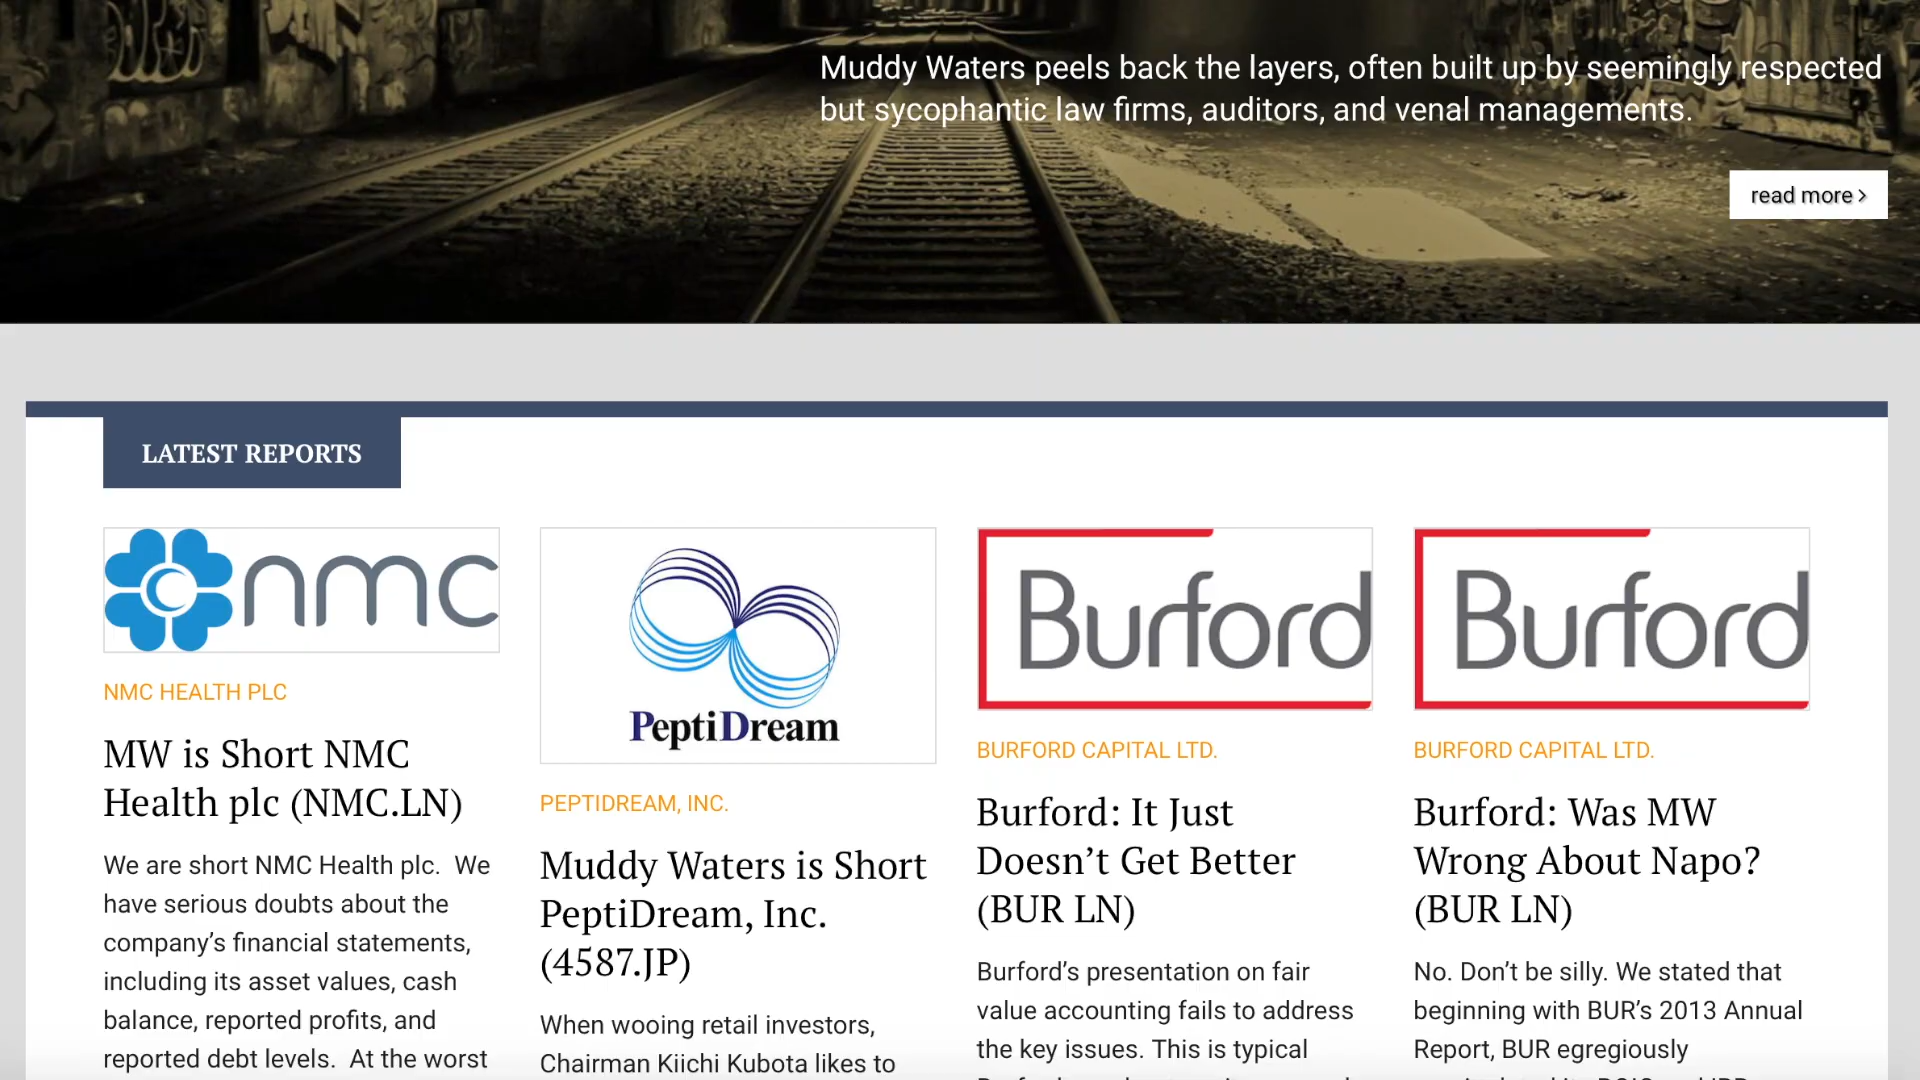 Muddy Waters peels back the layers, often built up by seemingly respected
but sycophantic law firms, auditors, and venal managements.
read more ›
LATEST REPORTS
nmc
NMC HEALTH PLC
MW is Short NMC
Health plc (NMC.LN)
We are short NMC Health plc.  We
have serious doubts about the
company’s financial statements,
including its asset values, cash
balance, reported profits, and
reported debt levels.  At the worst
PeptiDream
PEPTIDREAM, INC.
Muddy Waters is Short
PeptiDream, Inc.
(4587.JP)
When wooing retail investors,
Chairman Kiichi Kubota likes to
Burford
BURFORD CAPITAL LTD.
Burford: It Just
Doesn’t Get Better
(BUR LN)
Burford’s presentation on fair
value accounting fails to address
the key issues. This is typical
Burford
BURFORD CAPITAL LTD.
Burford: Was MW
Wrong About Napo?
(BUR LN)
No. Don’t be silly. We stated that
beginning with BUR’s 2013 Annual
Report, BUR egregiously